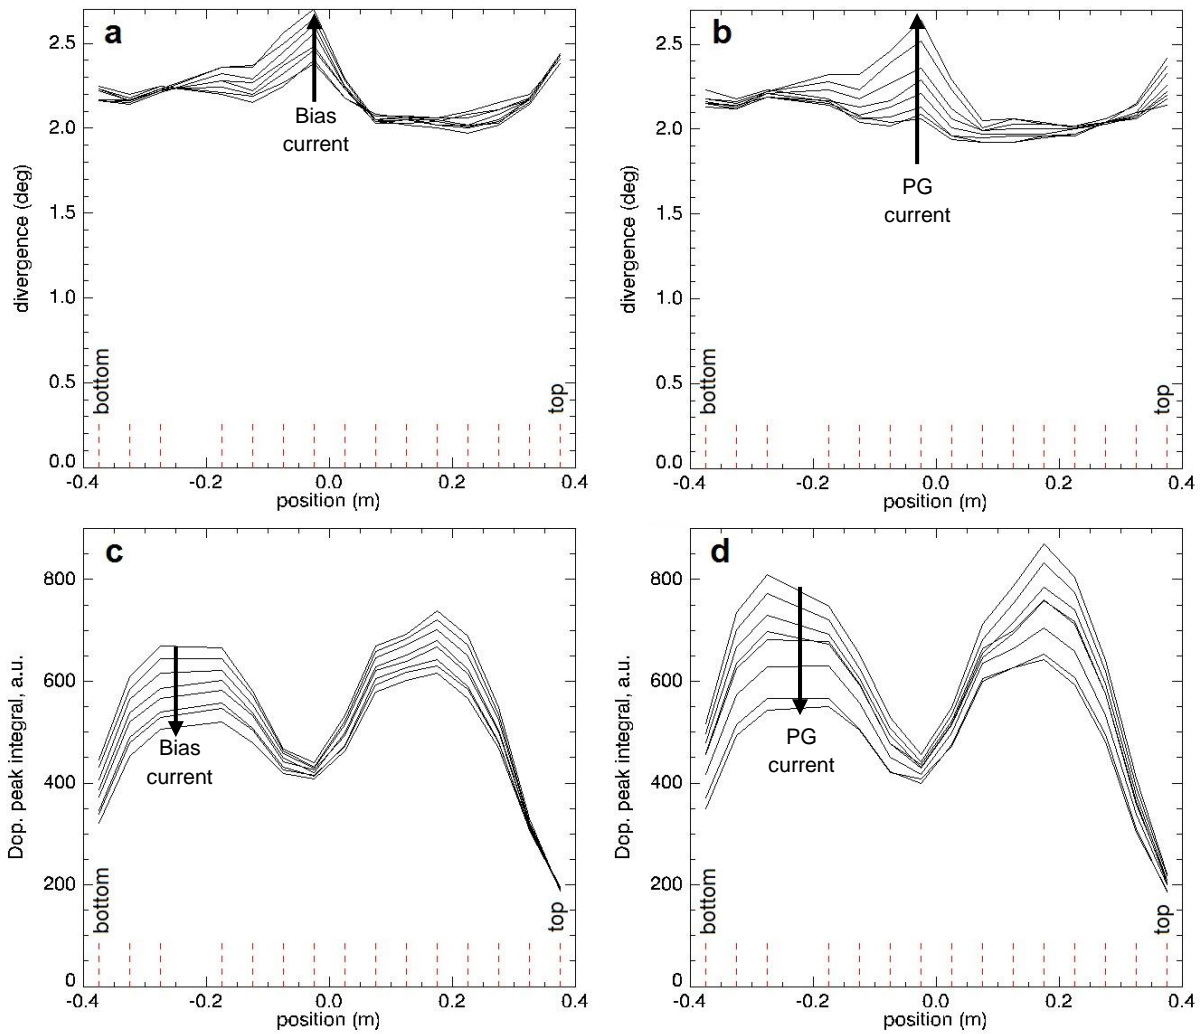 a
2.5
2.0
1.5
1.0
0.5
0.0
divergence (deg)
Bias
current
bottom
top
-0.4
-0.2
0.0
0.2
0.4
position (m)
b
2.5
2.0
1.5
1.0
0.5
0.0
divergence (deg)
PG
current
bottom
top
-0.4
-0.2
0.0
0.2
0.4
position (m)
c
800
600
400
200
0
Dop. peak integral, a.u.
Bias
current
bottom
top
-0.4
-0.2
0.0
0.2
0.4
position (m)
d
800
600
400
200
0
Dop. peak integral, a.u.
PG
current
bottom
top
-0.4
-0.2
0.0
0.2
0.4
position (m)